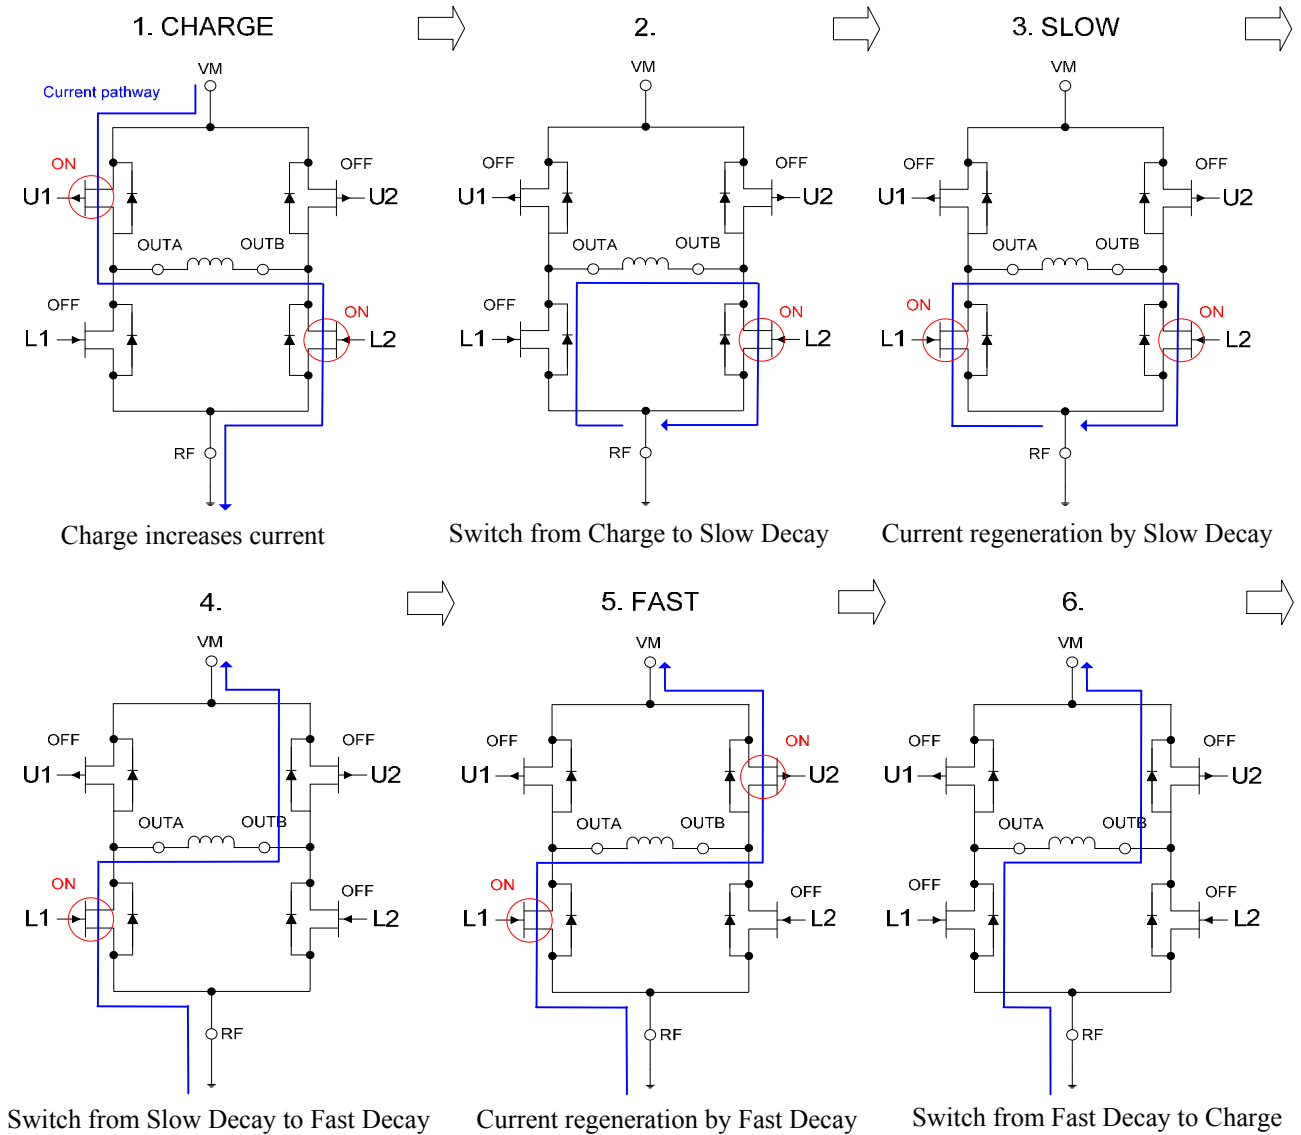 1. CHARGE
2.
3. SLOW
VM
VM
VM
Current pathway
ON
OFF
OFF
OFF
OFF
OFF
U1
U2
U1
U2
U1
U2
OUTA
OUTB
OUTA
OUTB
OUTA
OUTB
OFF
ON
OFF
ON
ON
ON
L1
L2
L1
L2
L1
L2
RF
RF
RF
Charge increases current
Switch from Charge to Slow Decay
Current regeneration by Slow Decay
4.
5. FAST
6.
VM
VM
VM
OFF
OFF
OFF
ON
OFF
OFF
U1
U2
U1
U2
U1
U2
OUTA
OUTB
OUTA
OUTB
OUTA
OUTB
ON
OFF
ON
OFF
OFF
OFF
L1
L2
L1
L2
L1
L2
RF
RF
RF
Switch from Slow Decay to Fast Decay
Current regeneration by Fast Decay
Switch from Fast Decay to Charge